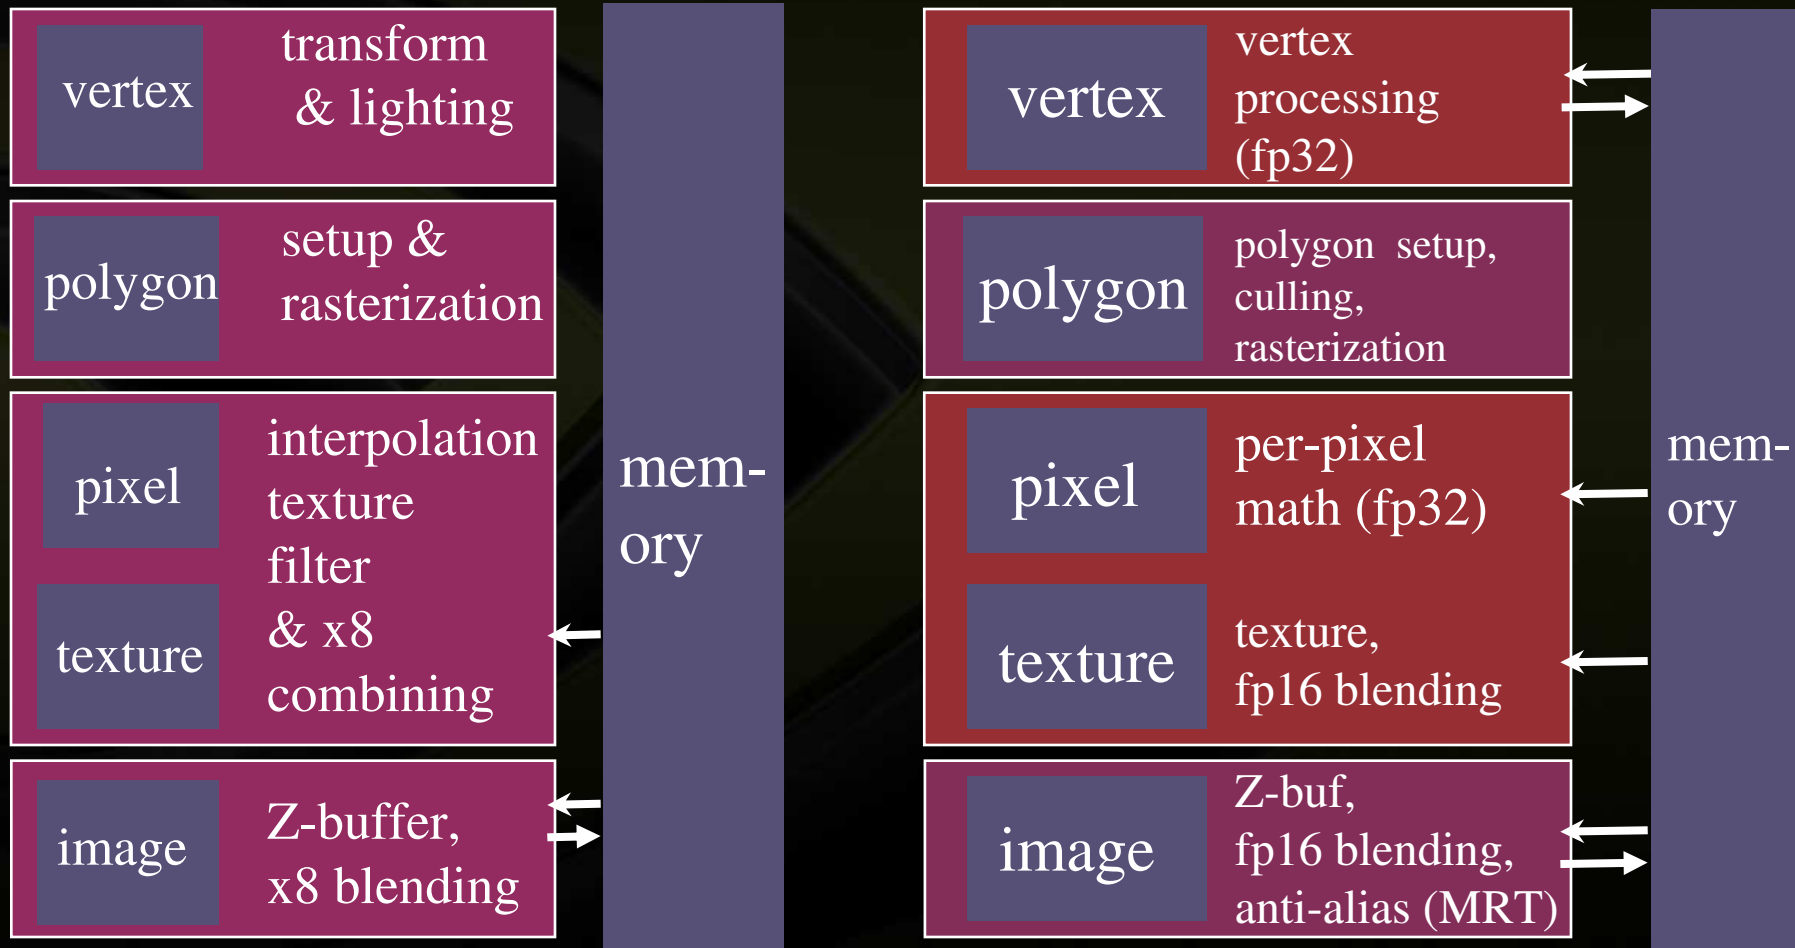 vertex
transform
& lighting
polygon
setup &
rasterization
pixel
texture
interpolation
texture
filter
& x8
combining
image
Z-buffer,
x8 blending
mem-
ory
vertex
vertex
processing
(fp32)
polygon
polygon setup,
culling,
rasterization
pixel
per-pixel
math (fp32)
texture
texture,
fp16 blending
image
Z-buf,
fp16 blending,
anti-alias (MRT)
mem-
ory